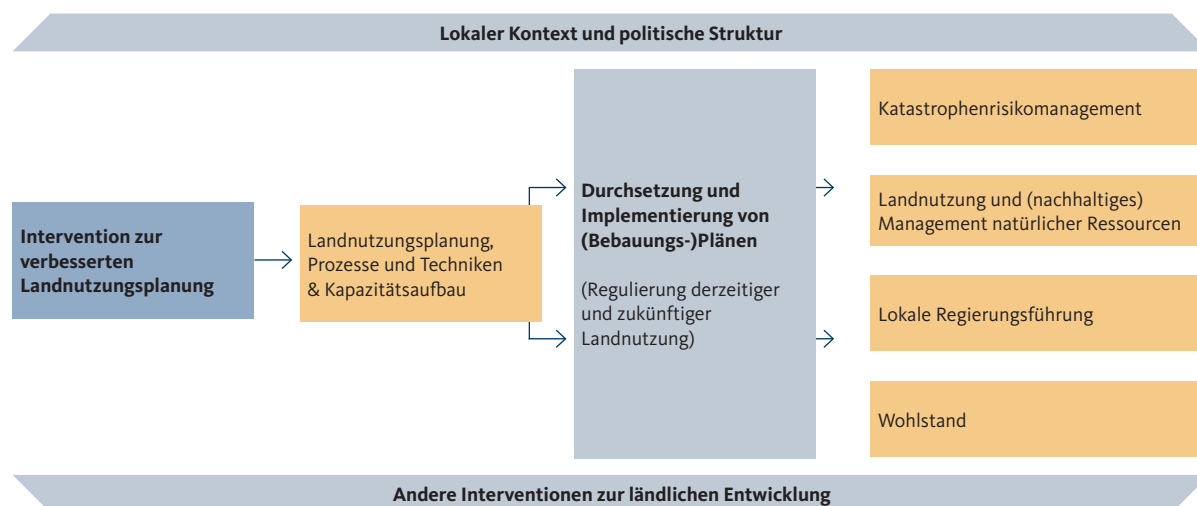 Lokaler Kontext und politische Struktur
Intervention zur
verbesserten
Landnutzungsplanung
Landnutzungsplanung,
Prozesse und Techniken
& Kapazitätsaufbau
Durchsetzung und
Implementierung von
(Bebauungs-)Plänen
(Regulierung derzeitiger
und zukünftiger
Landnutzung)
Katastrophenrisikomanagement
Landnutzung und (nachhaltiges)
Management natürlicher Ressourcen
Lokale Regierungsführung
Wohlstand
Andere Interventionen zur ländlichen Entwicklung